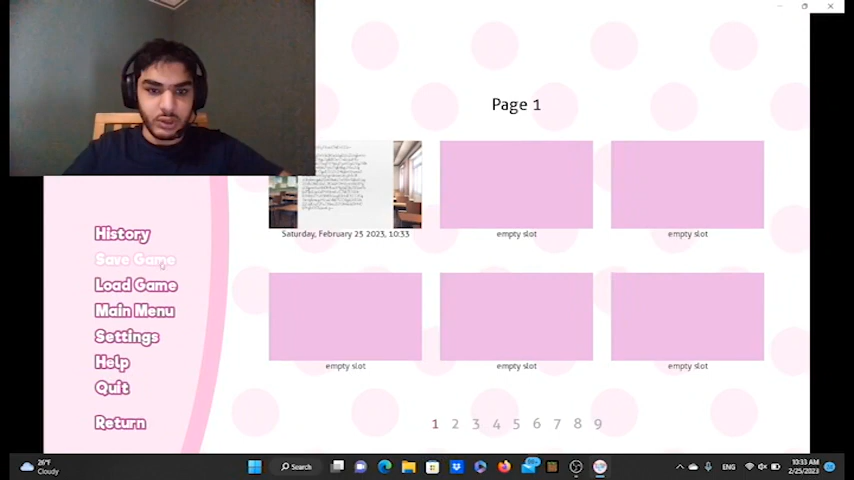 Page 1
Saturday, February 25 2023, 10:33
empty slot
empty slot
empty slot
empty slot
empty slot
History
Save Game
Load Game
Main Menu
Settings
Help
Quit
Return
1 2 3 4 5 6 7 8 9
26°F
Cloudy
Search
ENG
10:33 AM
2/25/2023